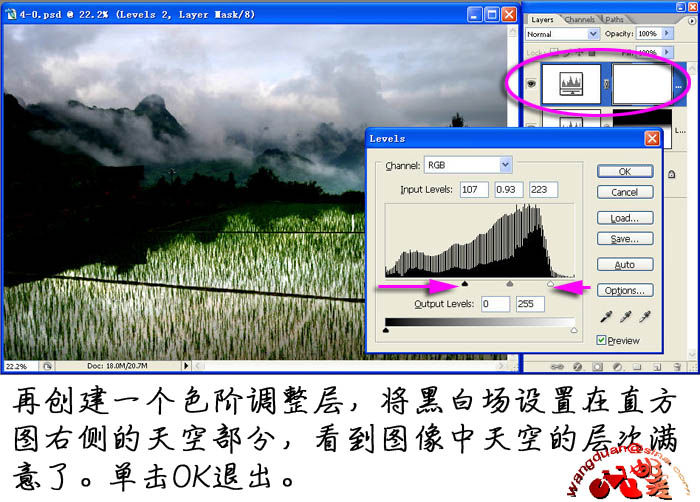 4-0.psd @ 22.2% (Levels 2, Layer Mask/8)
Layers Channels Paths
Normal Opacity: 100%
Lock: Fill: 100%
...
L...
Levels
Channel: RGB
Input Levels: 107 0.93 223
OK
Cancel
Load...
Save...
Auto
Options...
Output Levels: 0 255
Preview
22.2% Doc: 18.0M/20.7M
再创建一个色阶调整层，将黑白场设置在直方
图右侧的天空部分，看到图像中天空的层次满
意了。单击OK退出。
wangduan@sina.com